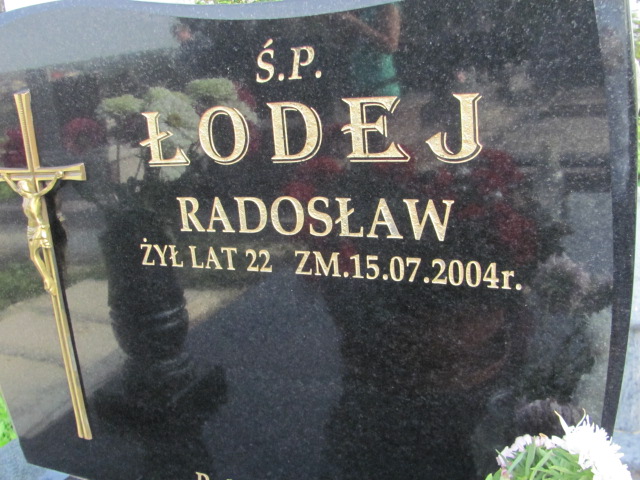 Ś.P.
ŁODEJ
RADOSŁAW
ŻYŁ LAT 22 ZM.15.07.2004r.